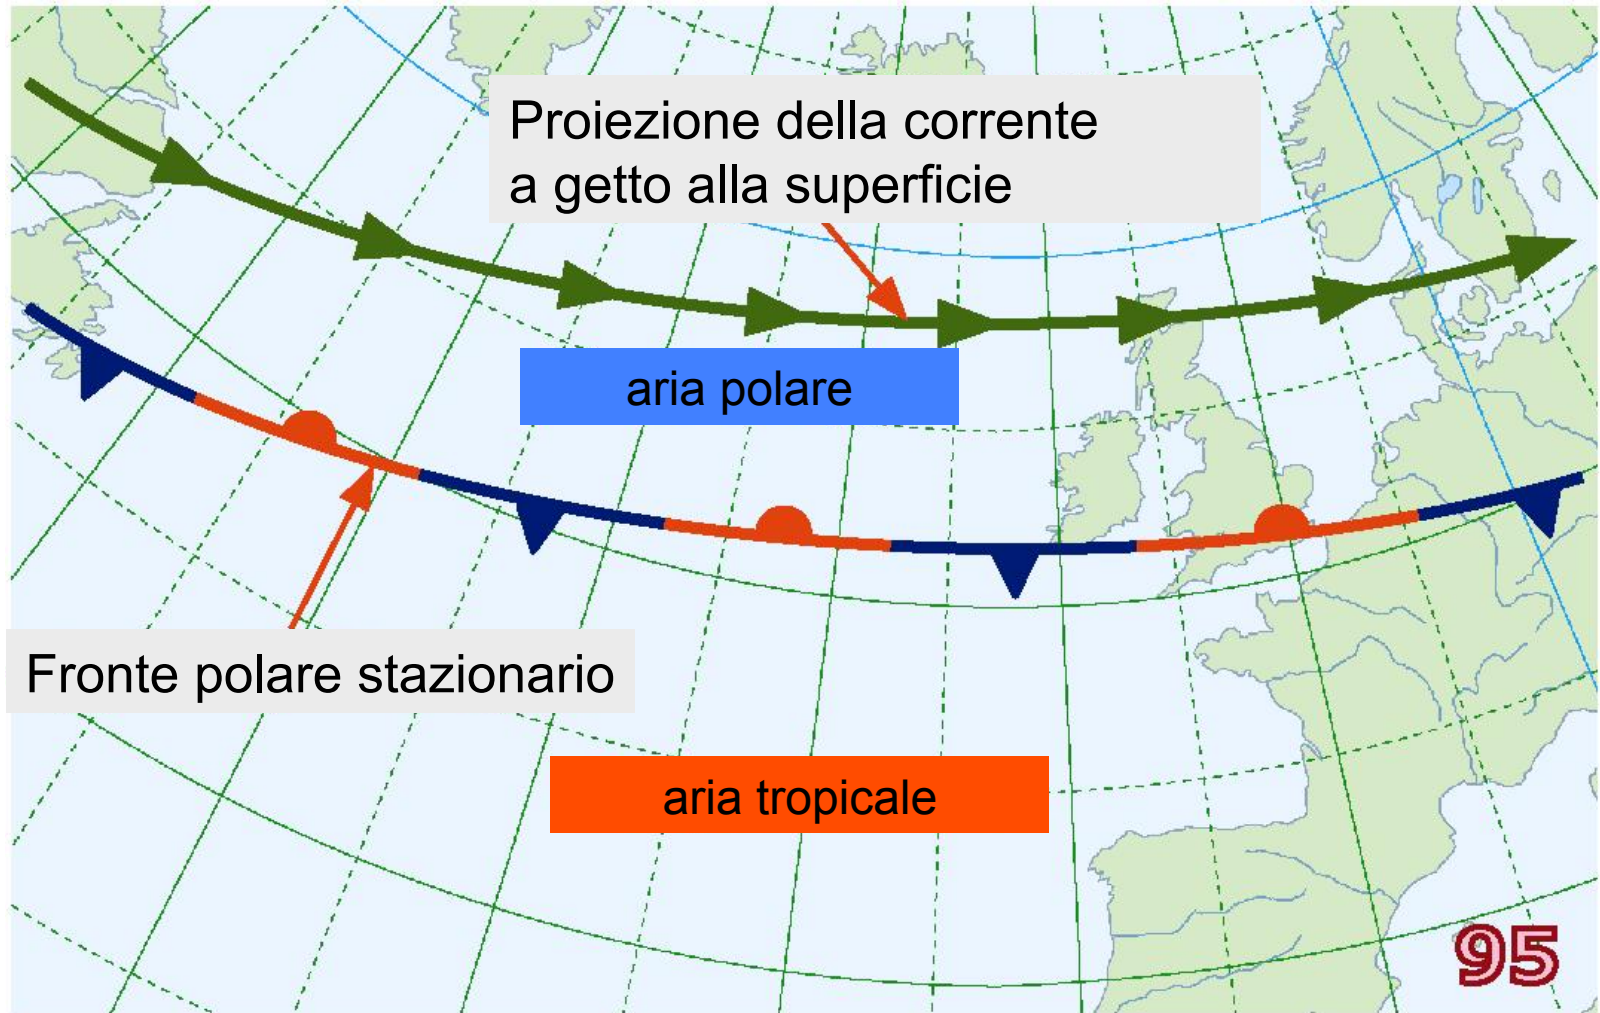 Proiezione della corrente
a getto alla superficie
aria polare
Fronte polare stazionario
aria tropicale
95